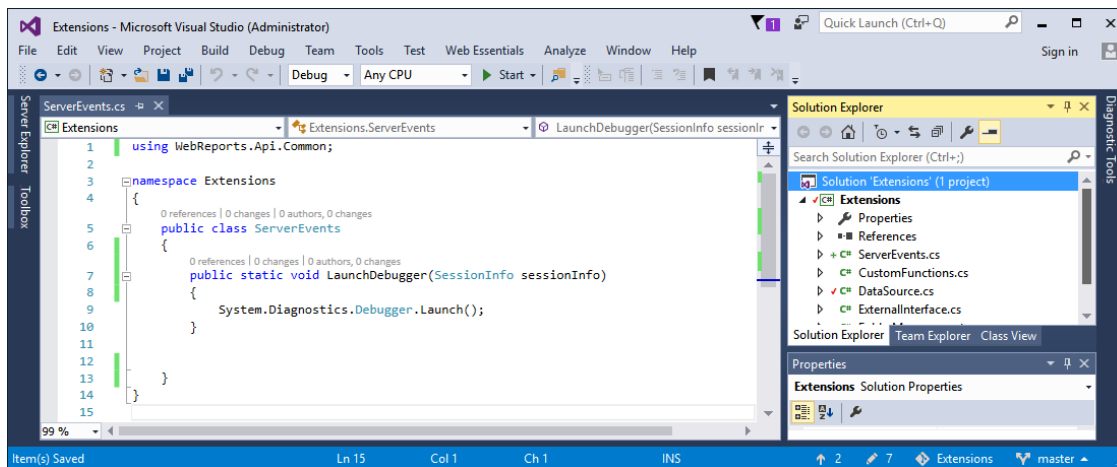 Extensions - Microsoft Visual Studio (Administrator)
1
Quick Launch (Ctrl+Q)
File Edit View Project Build Debug Team Tools Test Web Essentials Analyze Window Help
Sign in
Debug Any CPU Start
Server Explorer
Toolbox
ServerEvents.cs
C# Extensions
Extensions.ServerEvents
LaunchDebugger(SessionInfo sessionIr
1 using WebReports.Api.Common;
2
3 namespace Extensions
4 {
0 references | 0 changes | 0 authors, 0 changes
5 public class ServerEvents
6 {
0 references | 0 changes | 0 authors, 0 changes
7 public static void LaunchDebugger(SessionInfo sessionInfo)
8 {
9 System.Diagnostics.Debugger.Launch();
10 }
11
12
13 }
14 }
15
99 %
Solution Explorer
Search Solution Explorer (Ctrl+;)
Solution 'Extensions' (1 project)
C# Extensions
Properties
References
+ C# ServerEvents.cs
C# CustomFunctions.cs
C# DataSource.cs
C# ExternalInterface.cs
Solution Explorer Team Explorer Class View
Properties
Extensions Solution Properties
Diagnostic Tools
Item(s) Saved Ln 15 Col 1 Ch 1 INS 2 7 Extensions master